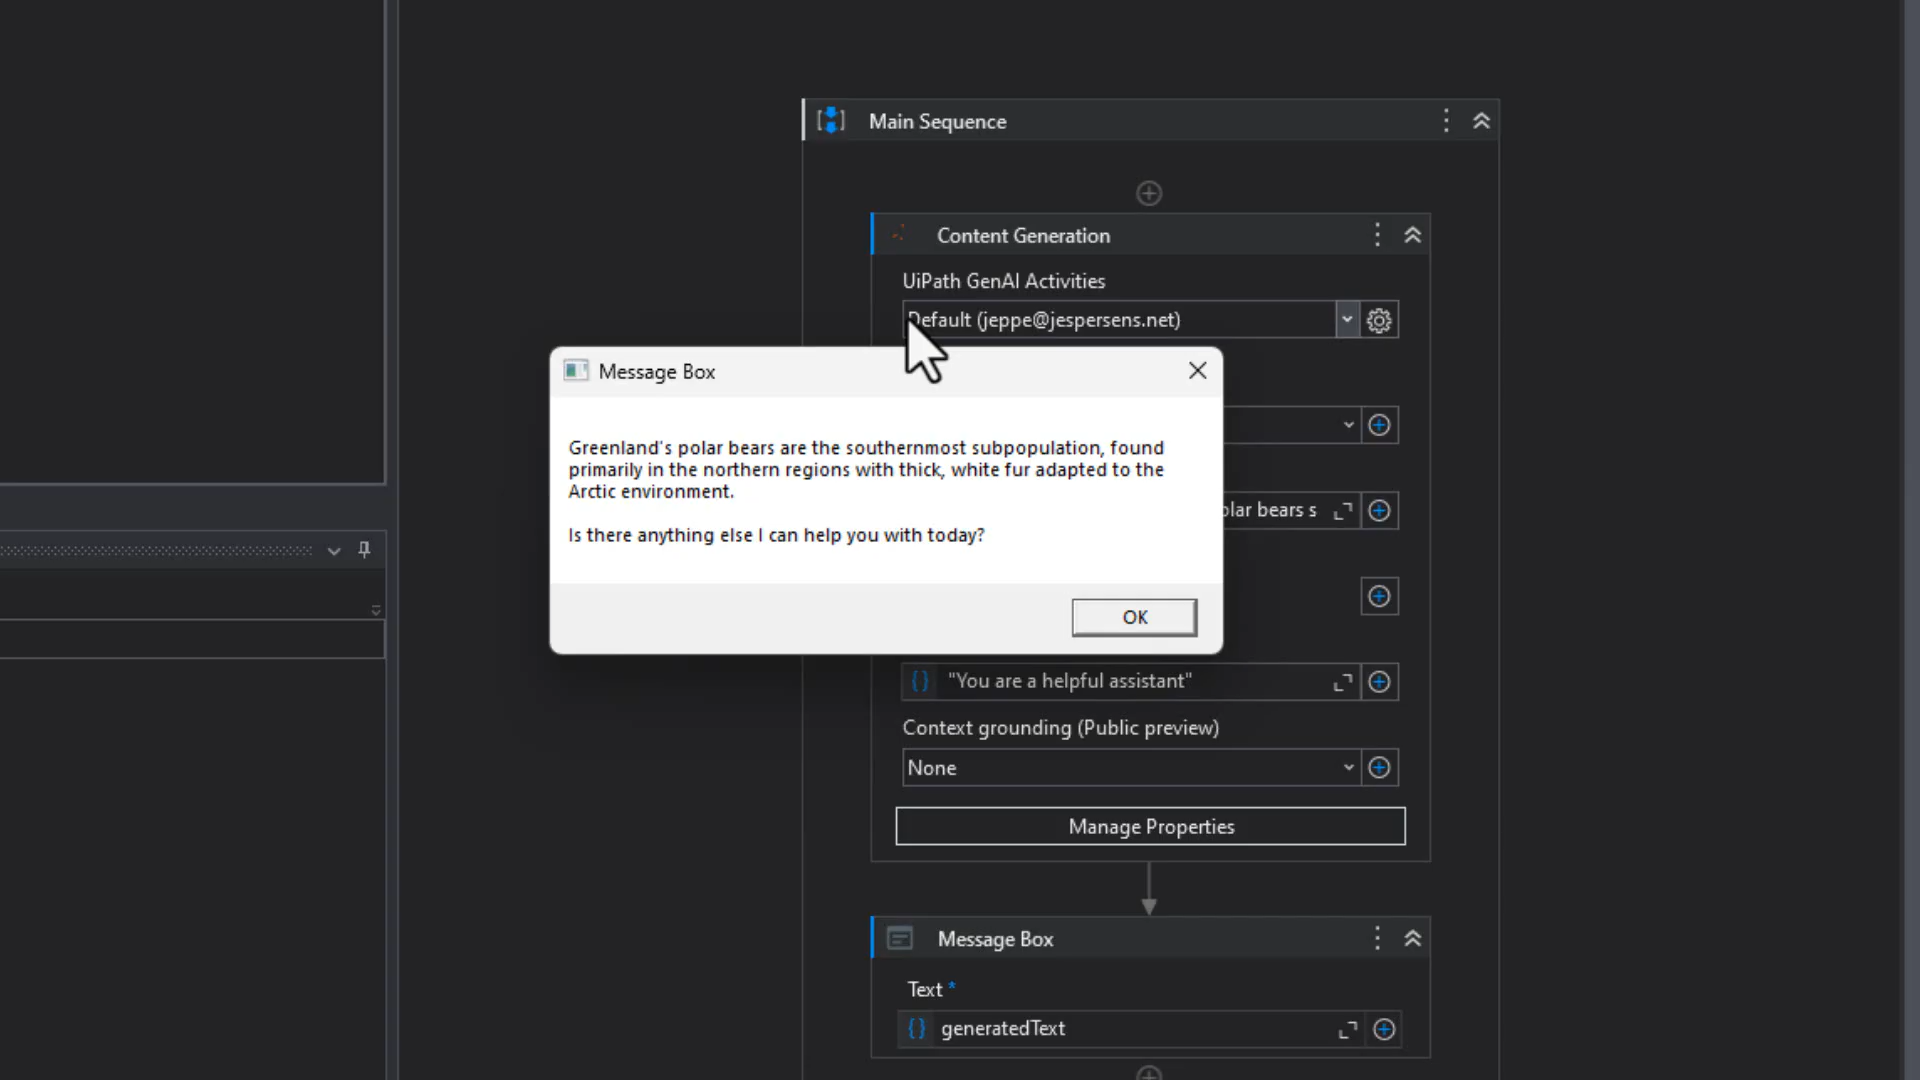 Main Sequence
Content Generation
UiPath GenAI Activities
Default (jeppe@jespersens.net)
Message Box
Greenland's polar bears are the southernmost subpopulation, found
primarily in the northern regions with thick, white fur adapted to the
Arctic environment.
Is there anything else I can help you with today?
OK
bears s
"You are a helpful assistant"
Context grounding (Public preview)
None
Manage Properties
Message Box
Text *
generatedText